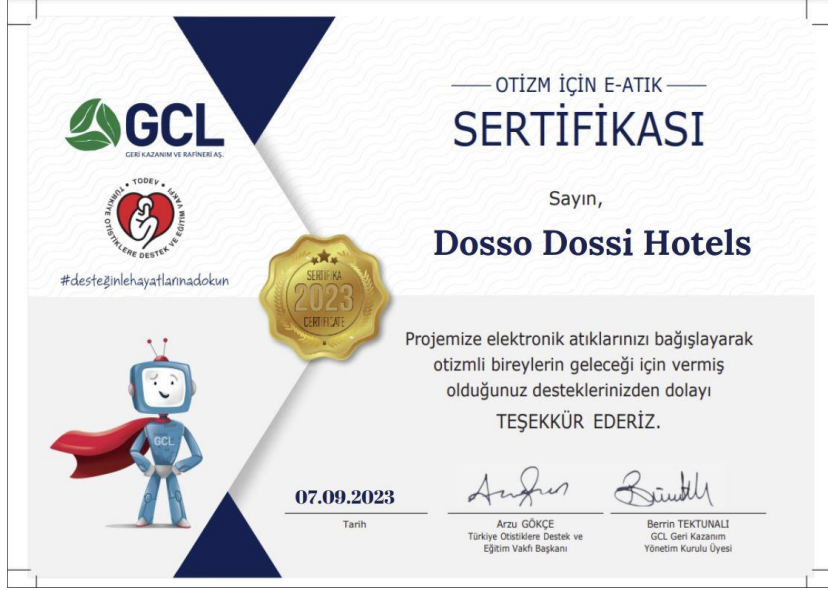 GCL
GERİ KAZANIM VE RAFİNERİ AŞ.
TODEV
TÜRKİYE OTİSTİKLERE DESTEK VE EĞİTİM VAKFI
#desteğinlehayatlarınadokun
OTİZM İÇİN E-ATIK
SERTİFİKASI
Sayın,
Dosso Dossi Hotels
SERTİFİKA
2023
CERTIFICATE
Projemize elektronik atıklarınızı bağışlayarak
otizmli bireylerin geleceği için vermiş
olduğunuz desteklerinizden dolayı
TEŞEKKÜR EDERİZ.
GCL
07.09.2023
Tarih
Arzu GÖKÇE
Türkiye Otistiklere Destek ve
Eğitim Vakfı Başkanı
Berrin TEKTUNALI
GCL Geri Kazanım
Yönetim Kurulu Üyesi